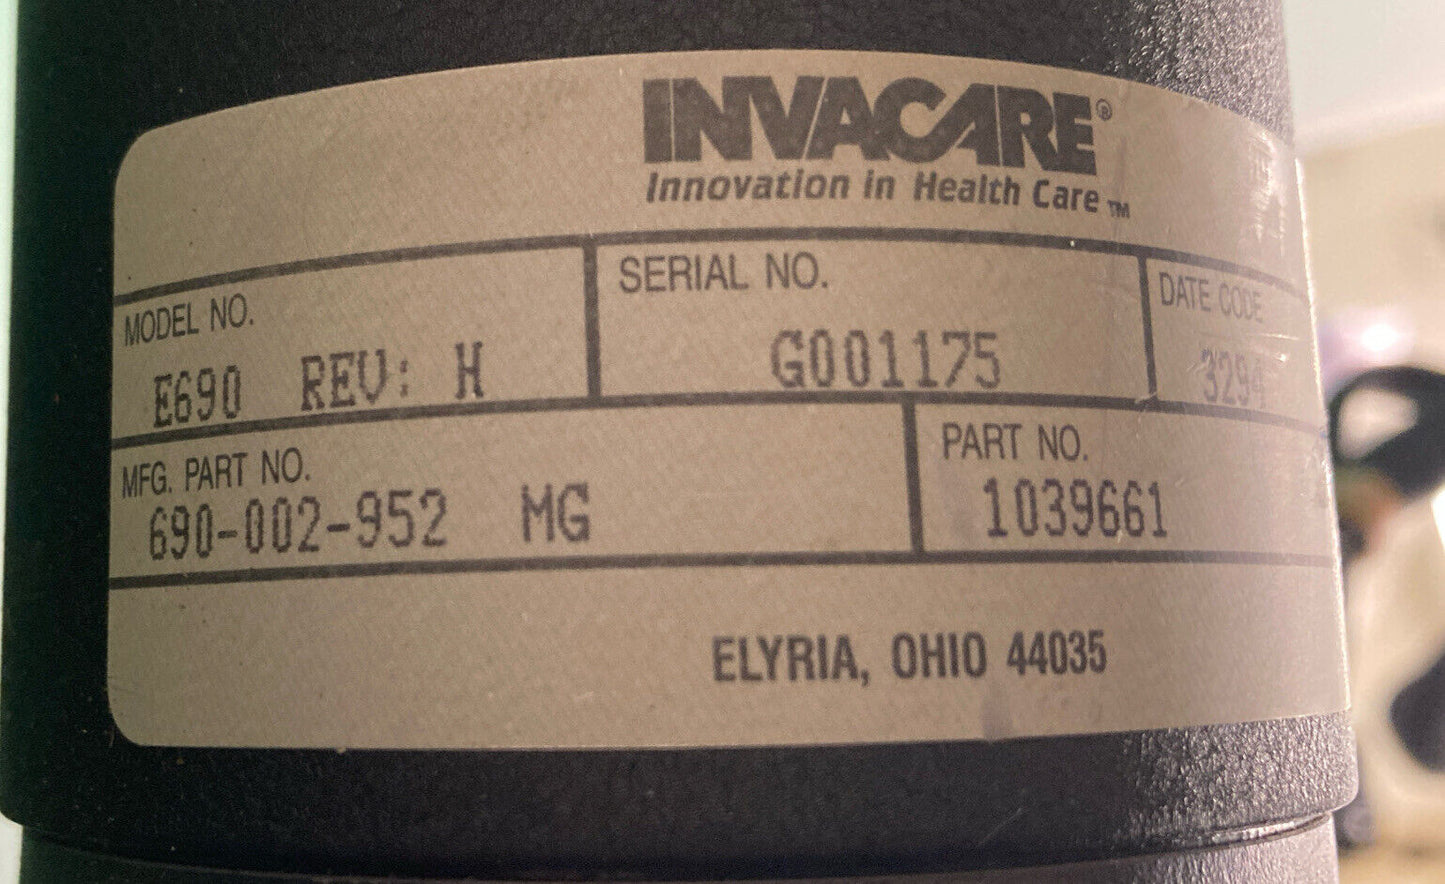 INVACARE®
Innovation in Health Care™
MODEL NO.
E690 REV: H
SERIAL NO.
G001175
DATE CODE
3294
MFG. PART NO.
690-002-952 MG
PART NO.
1039661
ELYRIA, OHIO 44035